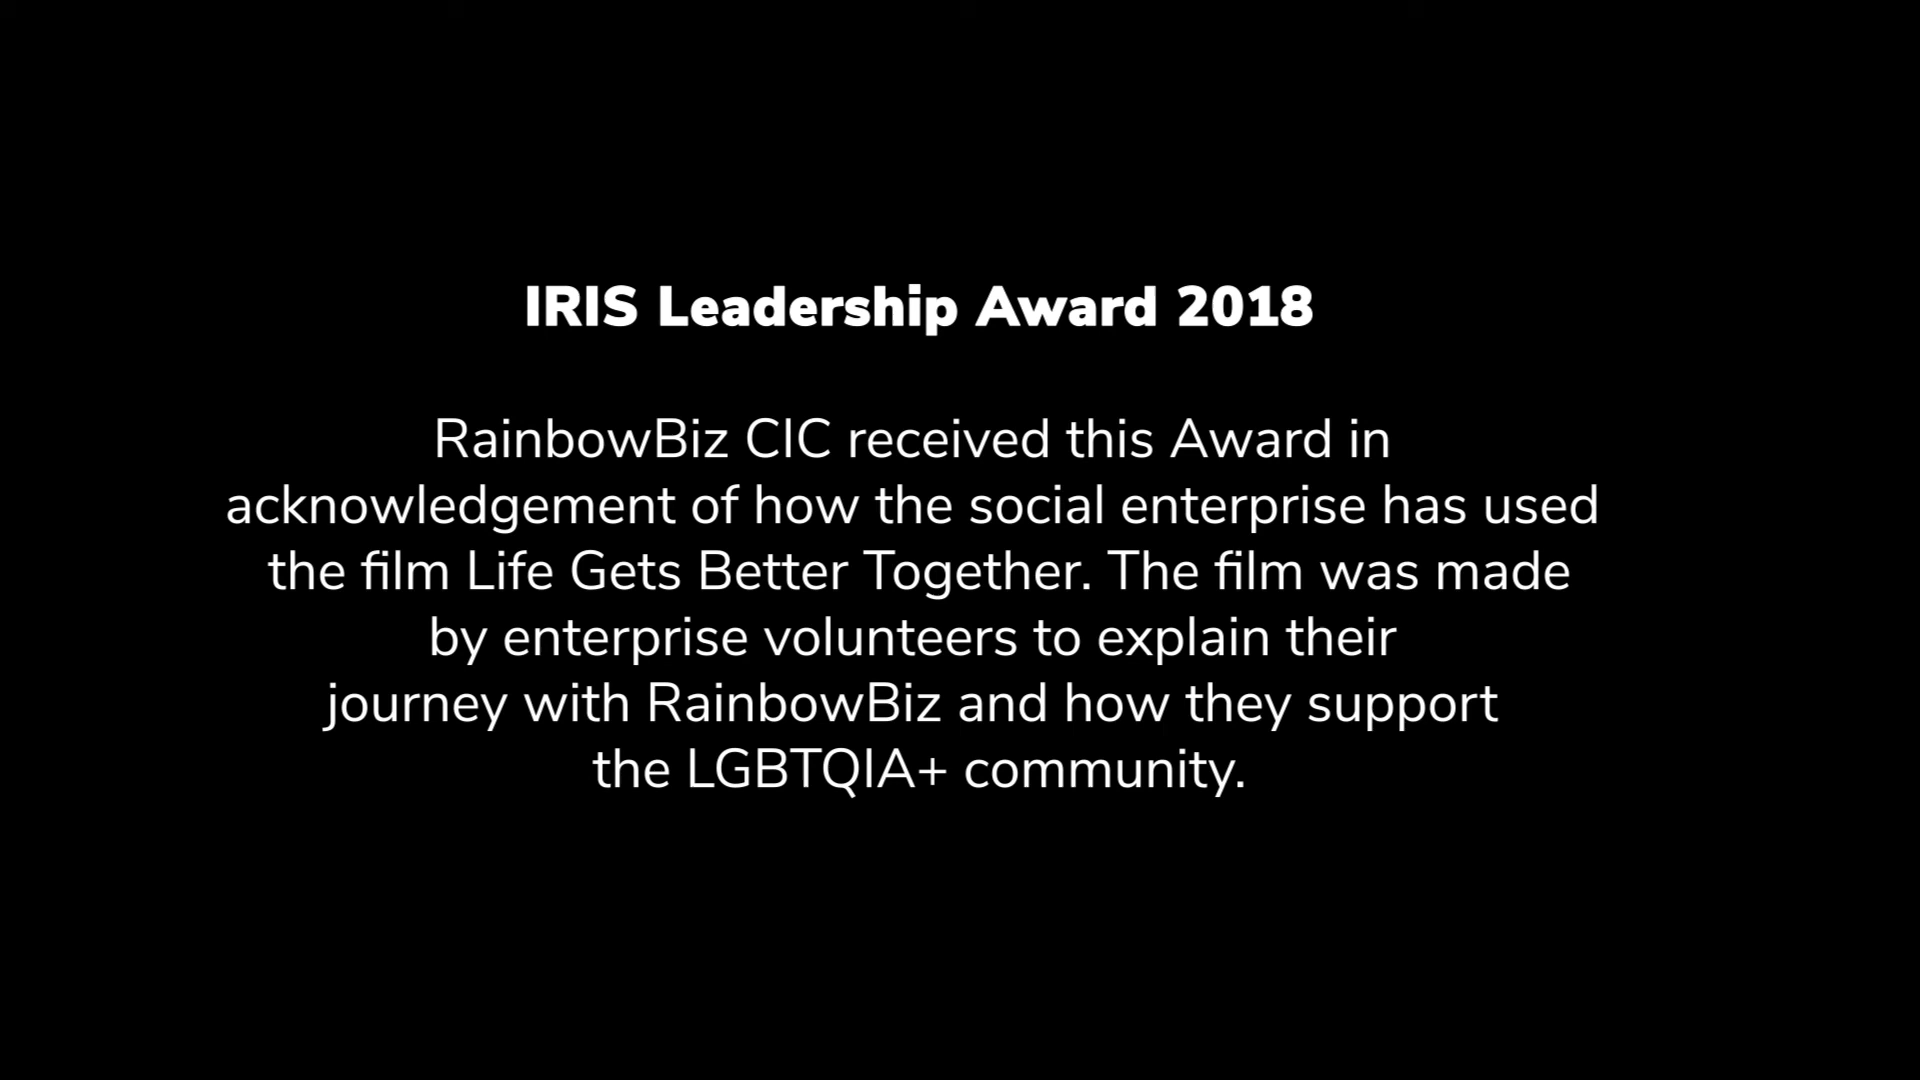 IRIS Leadership Award 2018
RainbowBiz CIC received this Award in
acknowledgement of how the social enterprise has used
the film Life Gets Better Together. The film was made
by enterprise volunteers to explain their
journey with RainbowBiz and how they support
the LGBTQIA+ community.